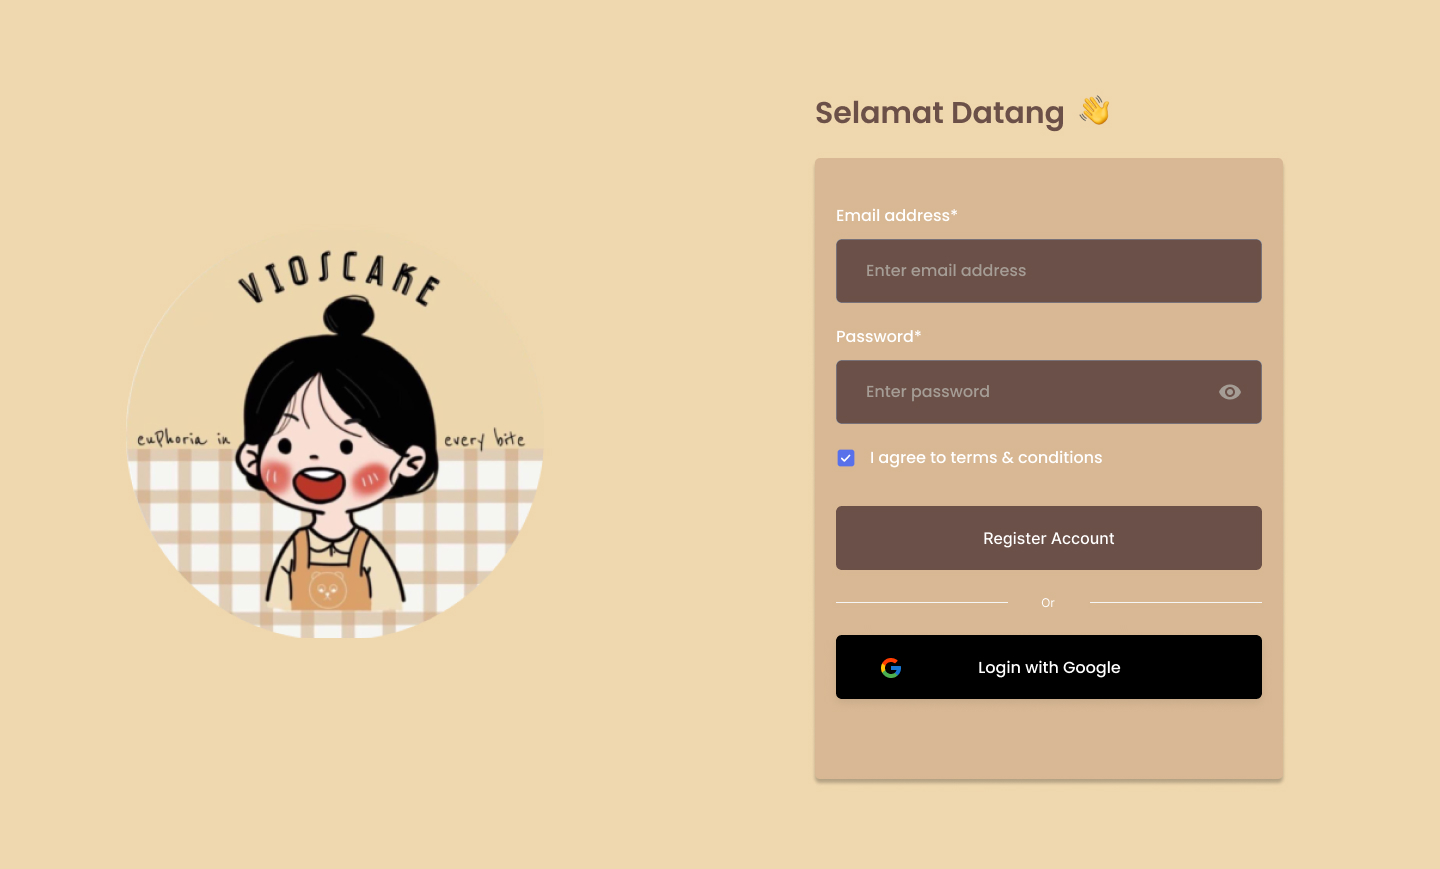 VIOSCAKE
euphoria in every bite
Selamat Datang 👋
Email address*
Enter email address
Password*
Enter password
I agree to terms & conditions
Register Account
Or
Login with Google